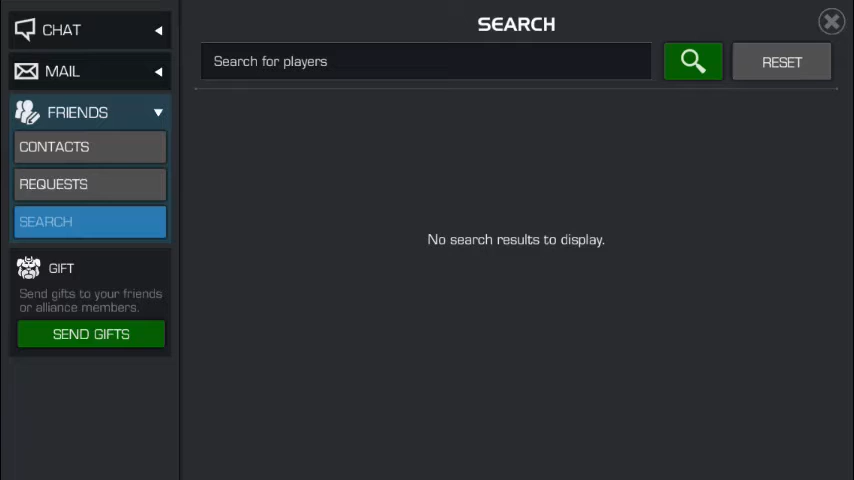 CHAT
MAIL
FRIENDS
CONTACTS
REQUESTS
SEARCH
GIFT
Send gifts to your friends
or alliance members.
SEND GIFTS
SEARCH
Search for players
RESET
No search results to display.